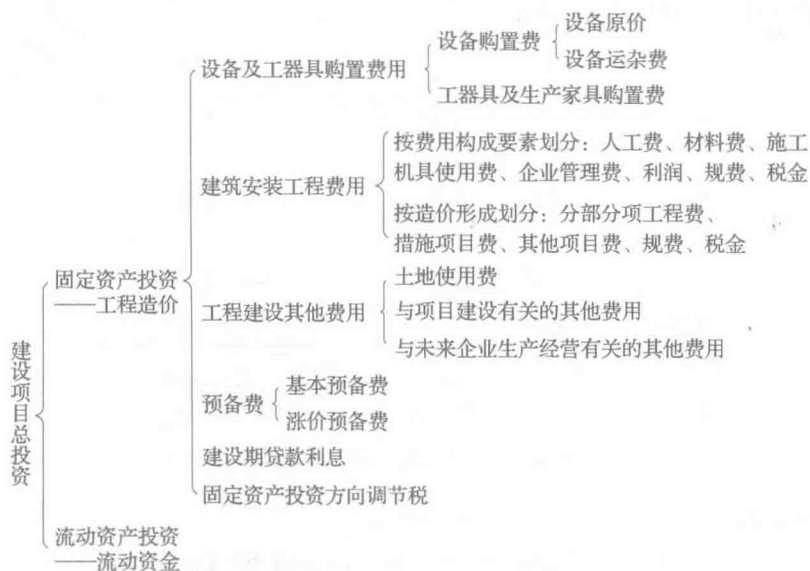 建设项目总投资
固定资产投资
——工程造价
设备及工器具购置费用
设备购置费
设备原价
设备运杂费
工器具及生产家具购置费
建筑安装工程费用
按费用构成要素划分：人工费、材料费、施工
机具使用费、企业管理费、利润、规费、税金
按造价形成划分：分部分项工程费、
措施项目费、其他项目费、规费、税金
工程建设其他费用
土地使用费
与项目建设有关的其他费用
与未来企业生产经营有关的其他费用
预备费
基本预备费
涨价预备费
建设期贷款利息
固定资产投资方向调节税
流动资产投资
——流动资金